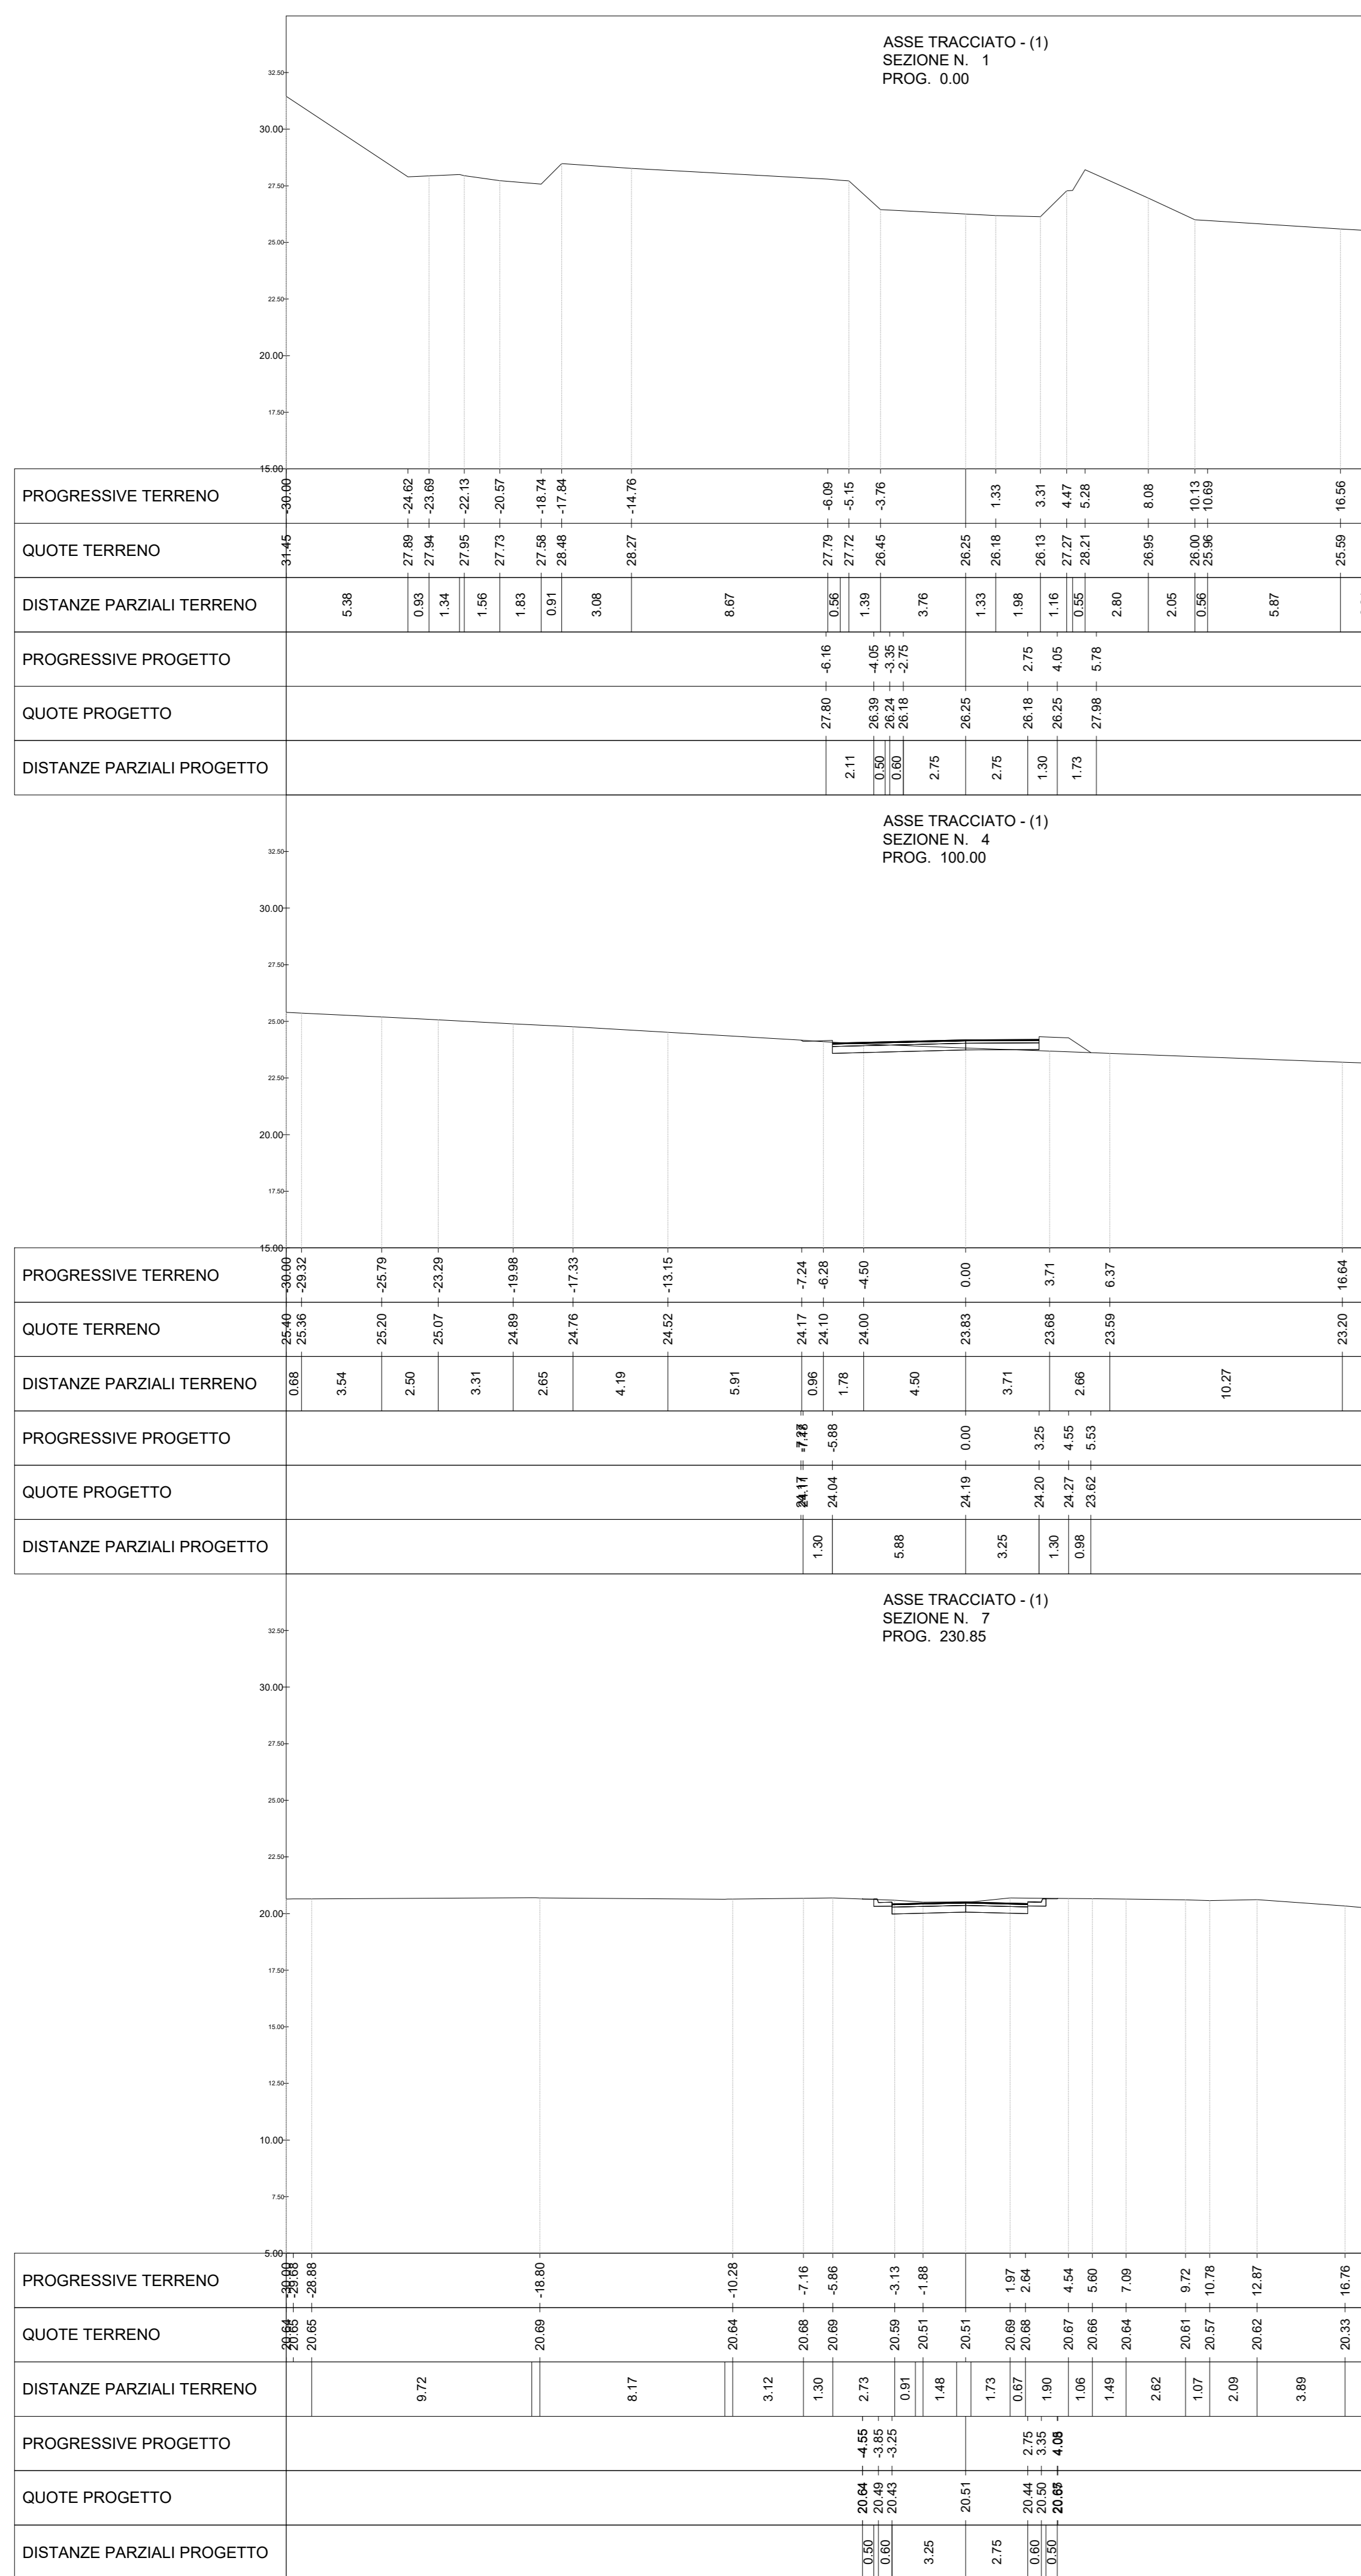 ASSE TRACCIATO - (1)
SEZIONE N. 1
PROG. 0.00
32.50
30.00
27.50
25.00
22.50
20.00
17.50
15.00
PROGRESSIVE TERRENO -30.00 -24.62 -23.69 -22.13 -20.57 -18.74 -17.84 -14.76 -6.09 -5.15 -3.76 1.33 3.31 4.47 5.28 8.08 10.13 10.69 16.56
QUOTE TERRENO 31.45 27.89 27.94 27.95 27.73 27.58 28.48 28.27 27.79 27.72 26.45 26.25 26.18 26.13 27.27 28.21 26.95 26.00 25.96 25.59
DISTANZE PARZIALI TERRENO 5.38 0.93 1.34 1.56 1.83 0.91 3.08 8.67 0.56 1.39 3.76 1.33 1.98 1.16 0.55 2.80 2.05 0.56 5.87
PROGRESSIVE PROGETTO -6.16 -4.05 -3.35 -2.75 2.75 4.05 5.78
QUOTE PROGETTO 27.80 26.39 26.24 26.18 26.25 26.18 26.25 27.98
DISTANZE PARZIALI PROGETTO 2.11 0.50 0.60 2.75 2.75 1.30 1.73
ASSE TRACCIATO - (1)
SEZIONE N. 4
PROG. 100.00
32.50
30.00
27.50
25.00
22.50
20.00
17.50
15.00
PROGRESSIVE TERRENO -30.00 -29.32 -25.79 -23.29 -19.98 -17.33 -13.15 -7.24 -6.28 -4.50 0.00 3.71 6.37 16.64
QUOTE TERRENO 25.40 25.36 25.20 25.07 24.89 24.76 24.52 24.17 24.10 24.00 23.83 23.68 23.59 23.20
DISTANZE PARZIALI TERRENO 0.68 3.54 2.50 3.31 2.65 4.19 5.91 0.96 1.78 4.50 3.71 2.66 10.27
PROGRESSIVE PROGETTO -5.88 0.00 3.25 4.55 5.53
QUOTE PROGETTO 24.04 24.19 24.20 24.27 23.62
DISTANZE PARZIALI PROGETTO 1.30 5.88 3.25 1.30 0.98
ASSE TRACCIATO - (1)
SEZIONE N. 7
PROG. 230.85
32.50
30.00
27.50
25.00
22.50
20.00
17.50
15.00
12.50
10.00
7.50
5.00
PROGRESSIVE TERRENO -30.00 -29.68 -28.88 -18.80 -10.28 -7.16 -5.86 -3.13 -1.88 1.97 2.64 4.54 5.60 7.09 9.72 10.78 12.87 16.76
QUOTE TERRENO 20.64 20.65 20.65 20.69 20.64 20.68 20.69 20.59 20.51 20.51 20.69 20.68 20.67 20.66 20.64 20.61 20.57 20.62 20.33
DISTANZE PARZIALI TERRENO 9.72 8.17 3.12 1.30 2.73 0.91 1.48 1.73 0.67 1.90 1.06 1.49 2.62 1.07 2.09 3.89
PROGRESSIVE PROGETTO -4.55 -3.85 -3.25 2.75 3.35
QUOTE PROGETTO 20.64 20.49 20.43 20.51 20.44 20.50
DISTANZE PARZIALI PROGETTO 0.50 0.60 3.25 2.75 0.60 0.50